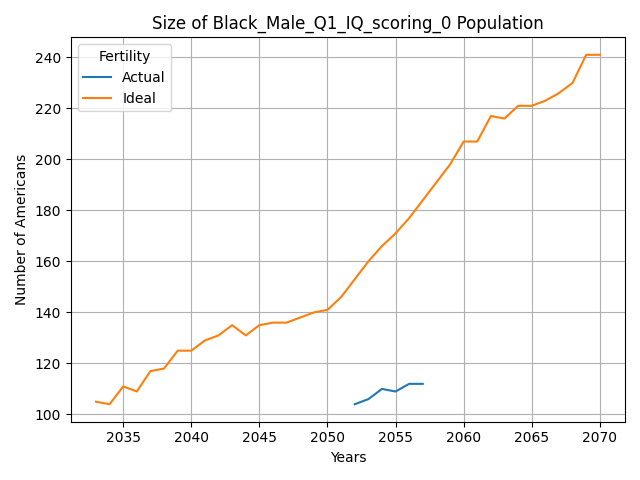 Size of Black_Male_Q1_IQ_scoring_0 Population
Fertility
Actual
Ideal
Number of Americans
240
220
200
180
160
140
120
100
2035 2040 2045 2050 2055 2060 2065 2070
Years